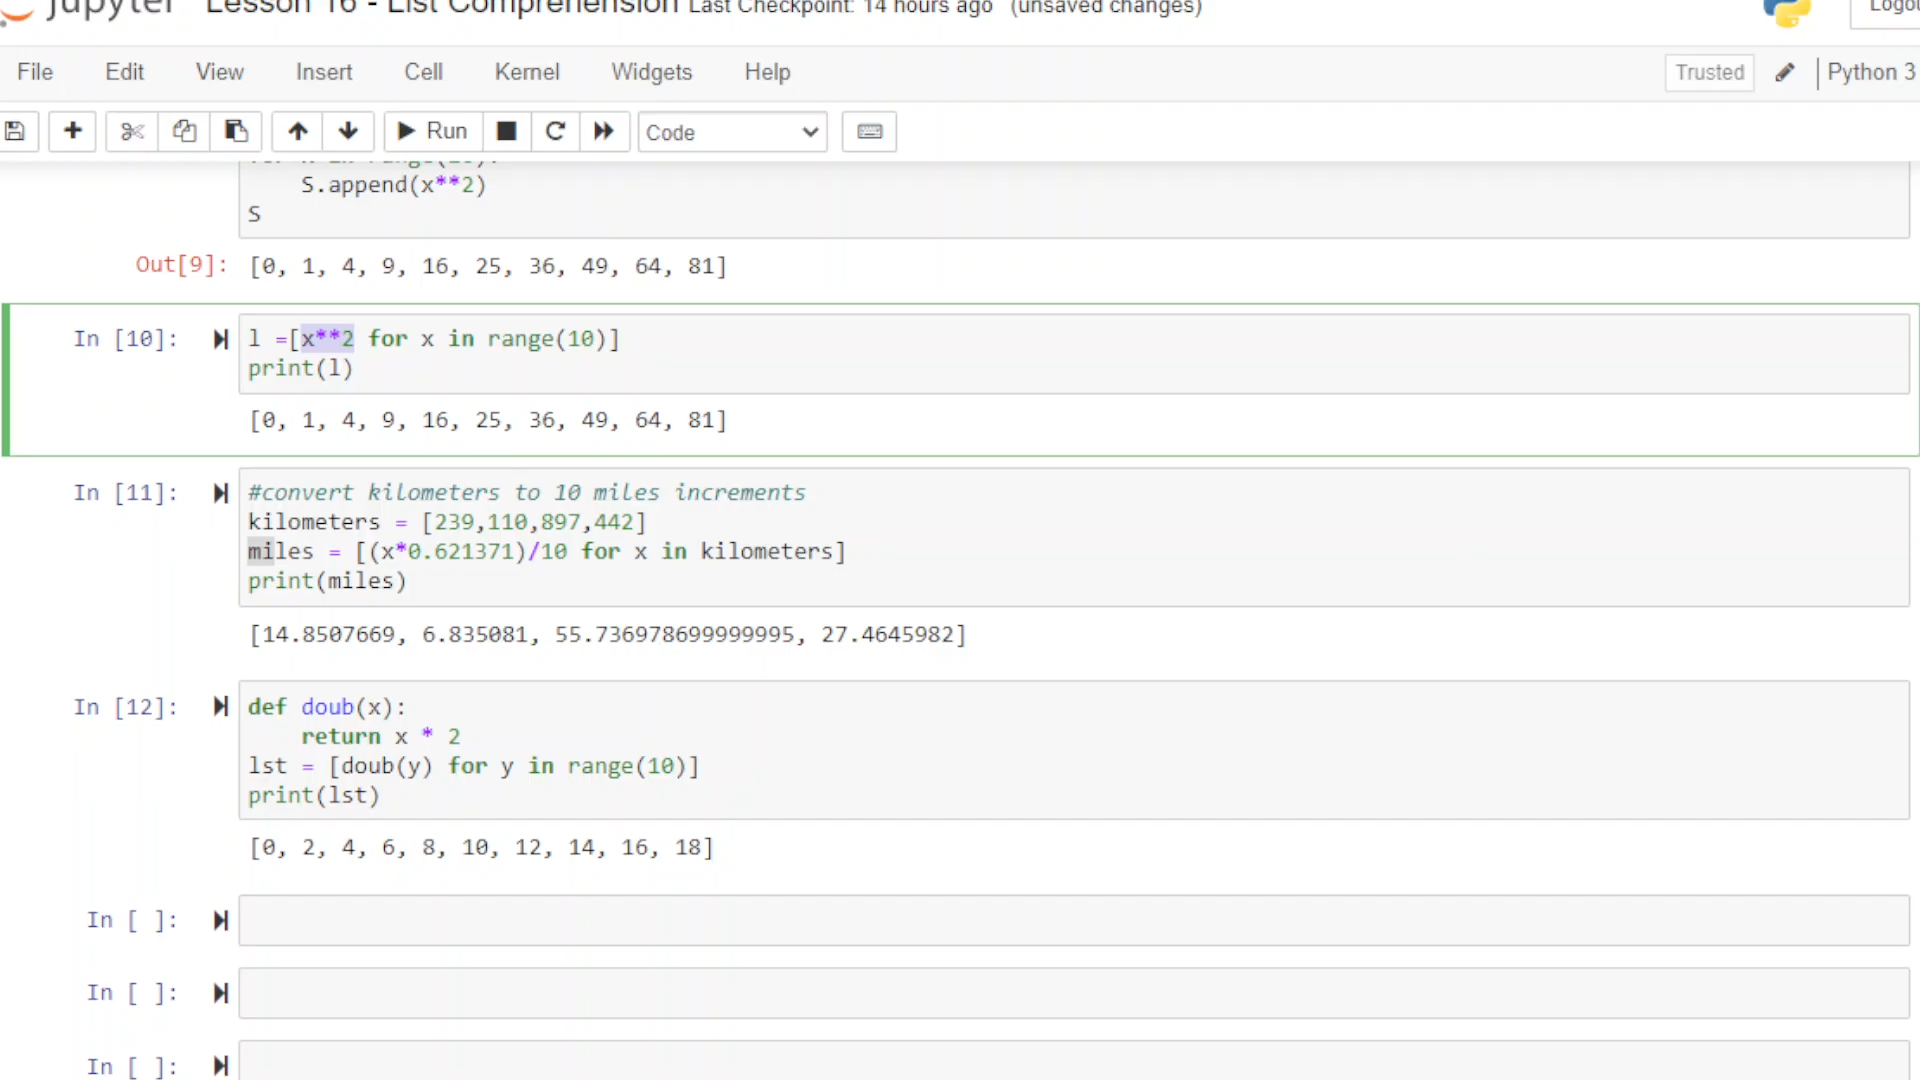 jupyter Lesson 16 - List Comprehension Last Checkpoint: 14 hours ago (unsaved changes)
File Edit View Insert Cell Kernel Widgets Help Trusted Python 3
Run Code
S.append(x**2)
S
Out[9]: [0, 1, 4, 9, 16, 25, 36, 49, 64, 81]
In [10]: l =[x**2 for x in range(10)]
print(l)
[0, 1, 4, 9, 16, 25, 36, 49, 64, 81]
In [11]: #convert kilometers to 10 miles increments
kilometers = [239,110,897,442]
miles = [(x*0.621371)/10 for x in kilometers]
print(miles)
[14.8507669, 6.835081, 55.736978699999995, 27.4645982]
In [12]: def doub(x):
return x * 2
lst = [doub(y) for y in range(10)]
print(lst)
[0, 2, 4, 6, 8, 10, 12, 14, 16, 18]
In [ ]:
In [ ]:
In [ ]: